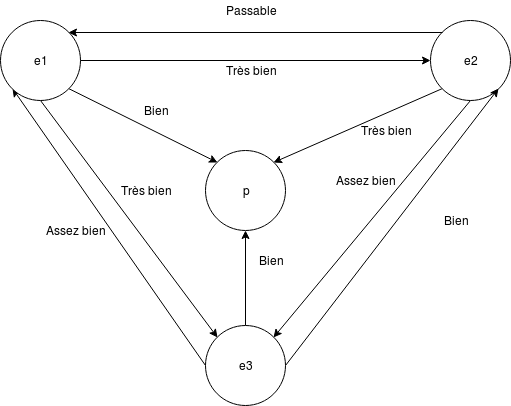 Passable
e1
e2
Très bien
Bien
Très bien
Assez bien
p
Très bien
Bien
Assez bien
Bien
e3